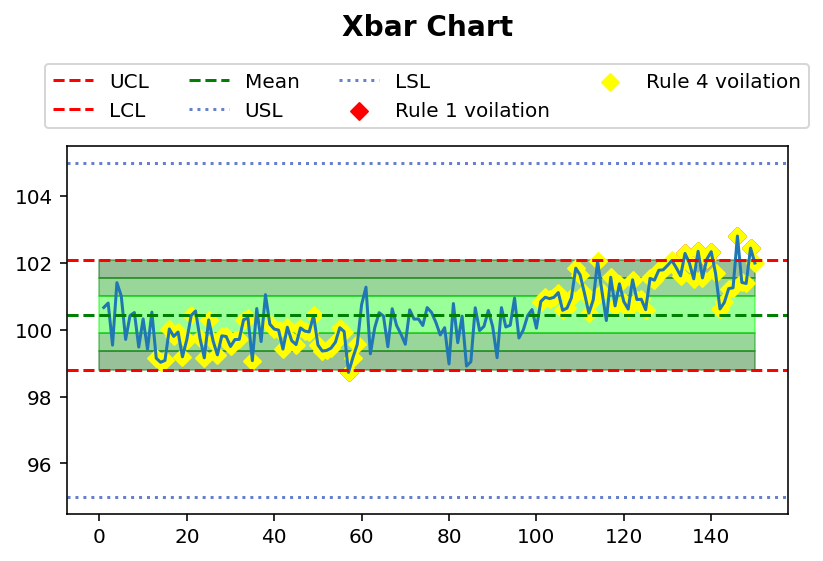 Xbar Chart
UCL Mean LSL Rule 4 voilation
LCL USL Rule 1 voilation
104
102
100
98
96
0 20 40 60 80 100 120 140